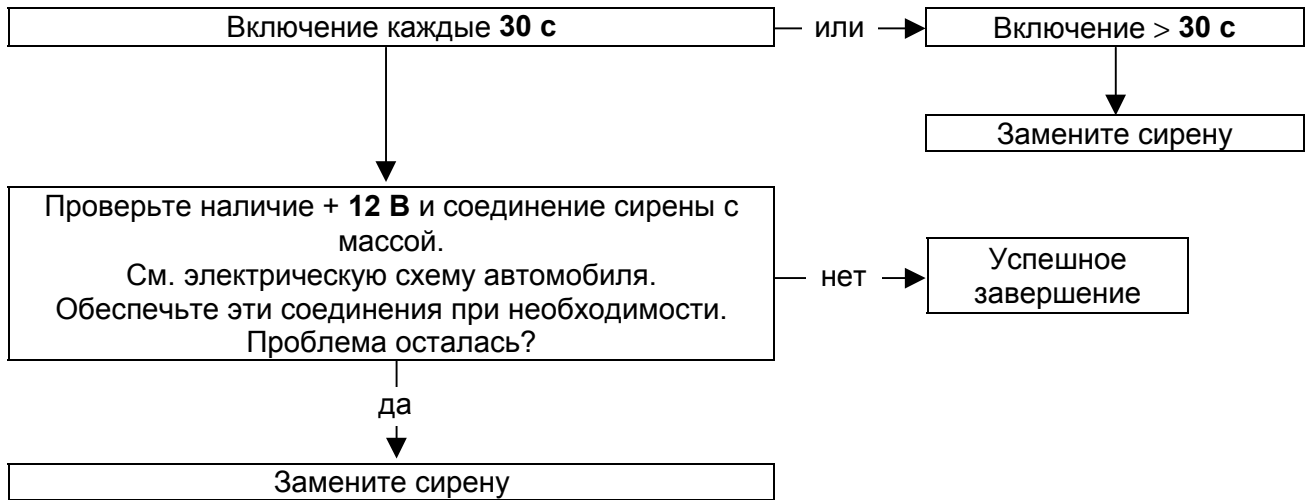 Включение каждые 30 с
или
Включение > 30 с
Замените сирену
Проверьте наличие + 12 В и соединение сирены с
массой.
См. электрическую схему автомобиля.
Обеспечьте эти соединения при необходимости.
Проблема осталась?
нет
Успешное
завершение
да
Замените сирену